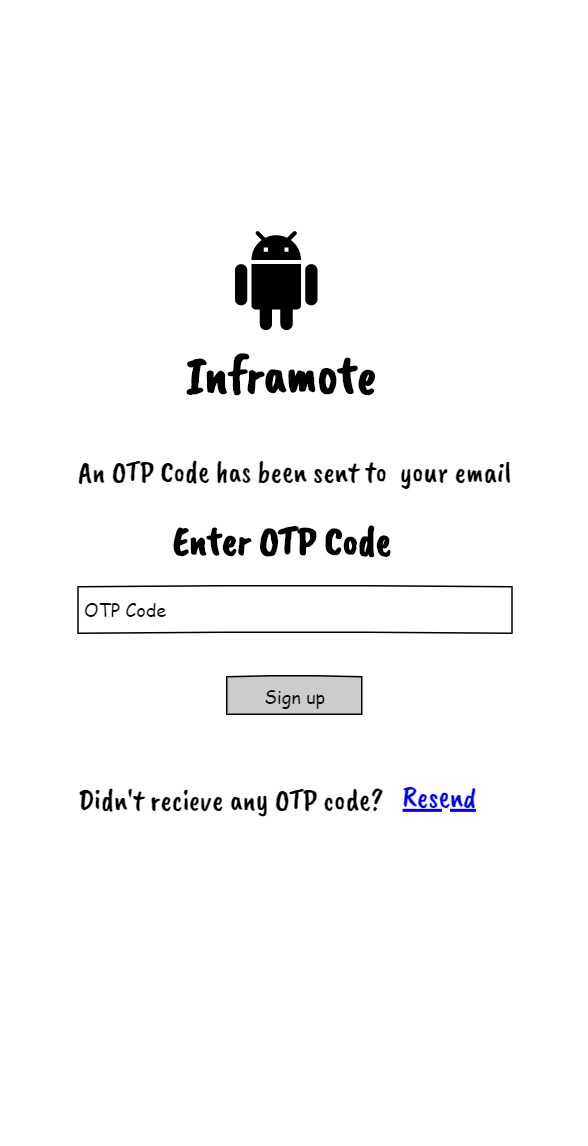 Inframote
An OTP Code has been sent to your email
Enter OTP Code
OTP Code
Sign up
Didn't recieve any OTP code? Resend